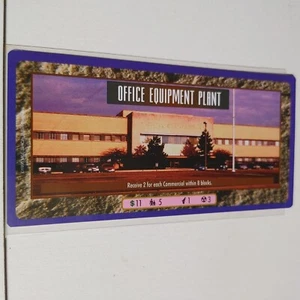 OFFICE EQUIPMENT PLANT
Receive 2 for each Commercial within 8 blocks.
$11 5 1 3